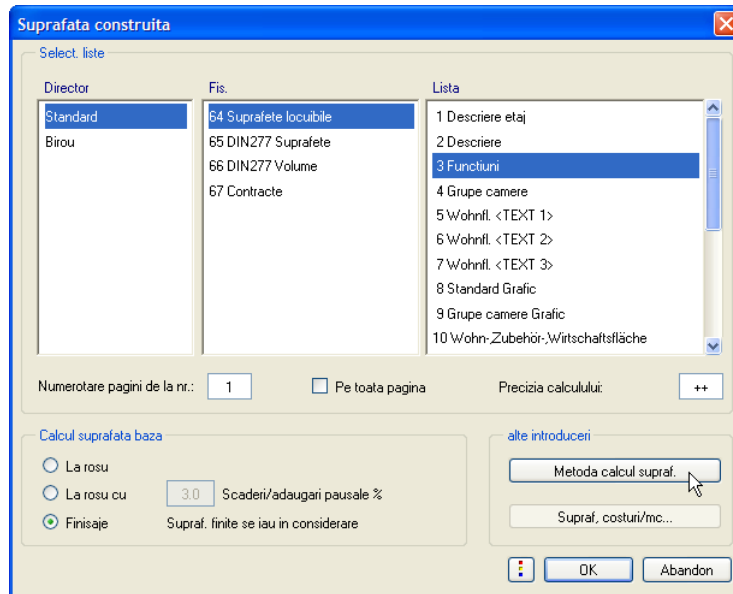 Suprafata construita
Select. liste
Director
Fis.
Lista
Standard
Birou
64 Suprafete locuibile
65 DIN277 Suprafete
66 DIN277 Volume
67 Contracte
1 Descriere etaj
2 Descriere
3 Functiuni
4 Grupe camere
5 Wohnfl. <TEXT 1>
6 Wohnfl. <TEXT 2>
7 Wohnfl. <TEXT 3>
8 Standard Grafic
9 Grupe camere Grafic
10 Wohn-,Zubehör-,Wirtschaftsfläche
Numerotare pagini de la nr.: 1 Pe toata pagina Precizia calculului: ++
Calcul suprafata baza
La rosu
La rosu cu 3.0 Scaderi/adaugari pausale %
Finisaje Supraf. finite se iau in considerare
alte introduceri
Metoda calcul supraf.
Supraf, costuri/mc...
OK Abandon